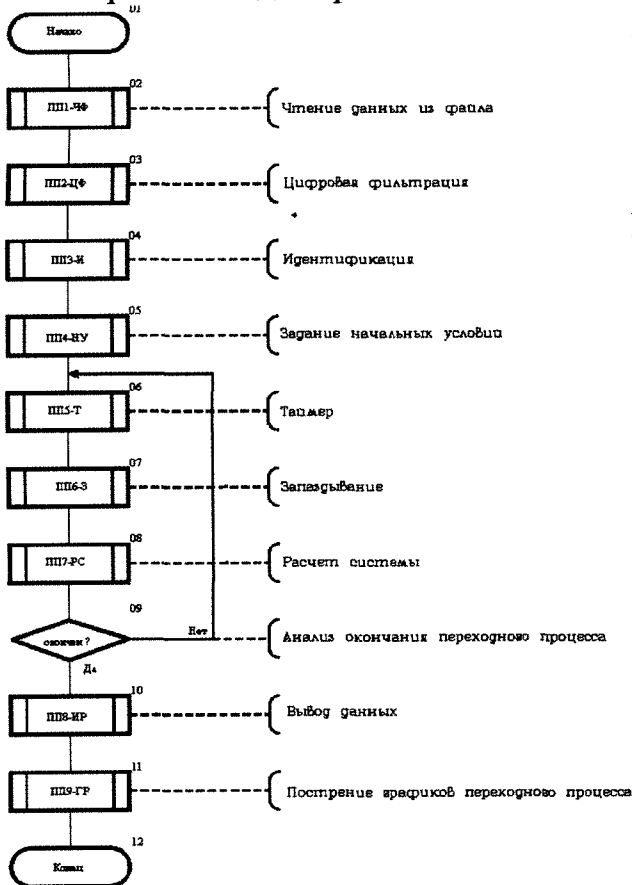 01
Начало
02
ПП1-ЧФ
Чтение данных из файла
03
ПП2-ЦФ
Цифровая фильтрация
04
ПП3-И
Идентификация
05
ПП4-НУ
Задание начальных условий
06
ПП5-Т
Таймер
07
ПП6-З
Запаздывание
08
ПП7-РС
Расчет системы
09
окончен?
Нет
Анализ окончания переходного процесса
Да
10
ПП8-ИР
Вывод данных
11
ПП9-ГР
Пострение графиков переходного процесса
12
Конец